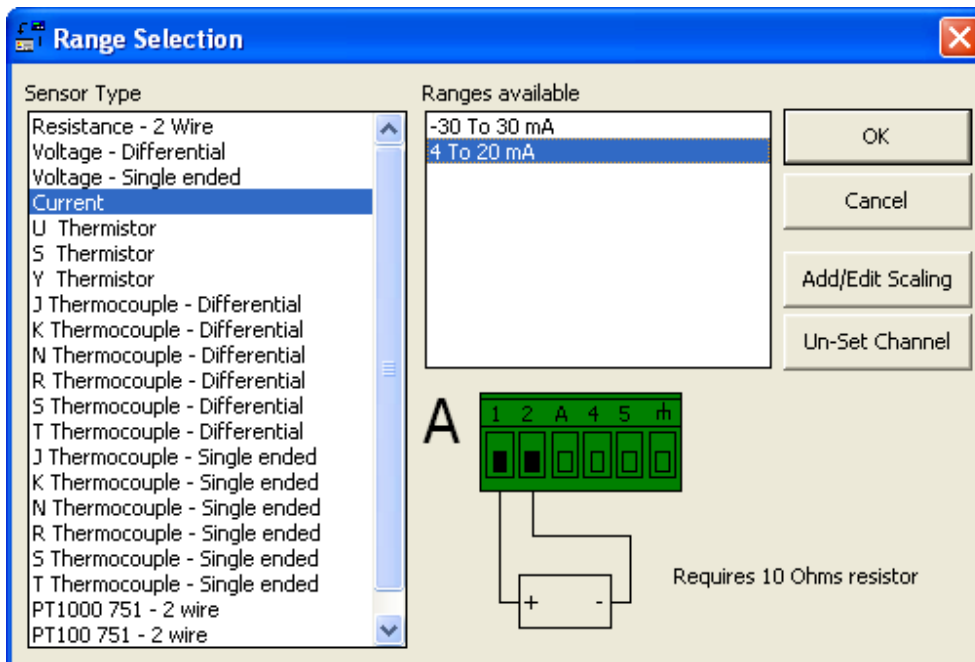 Range Selection
Sensor Type
Resistance - 2 Wire
Voltage - Differential
Voltage - Single ended
Current
U Thermistor
S Thermistor
Y Thermistor
J Thermocouple - Differential
K Thermocouple - Differential
N Thermocouple - Differential
R Thermocouple - Differential
S Thermocouple - Differential
T Thermocouple - Differential
J Thermocouple - Single ended
K Thermocouple - Single ended
N Thermocouple - Single ended
R Thermocouple - Single ended
S Thermocouple - Single ended
T Thermocouple - Single ended
PT1000 751 - 2 wire
PT100 751 - 2 wire
Ranges available
-30 To 30 mA
4 To 20 mA
OK
Cancel
Add/Edit Scaling
Un-Set Channel
A
1 2 A 4 5
+ -
Requires 10 Ohms resistor